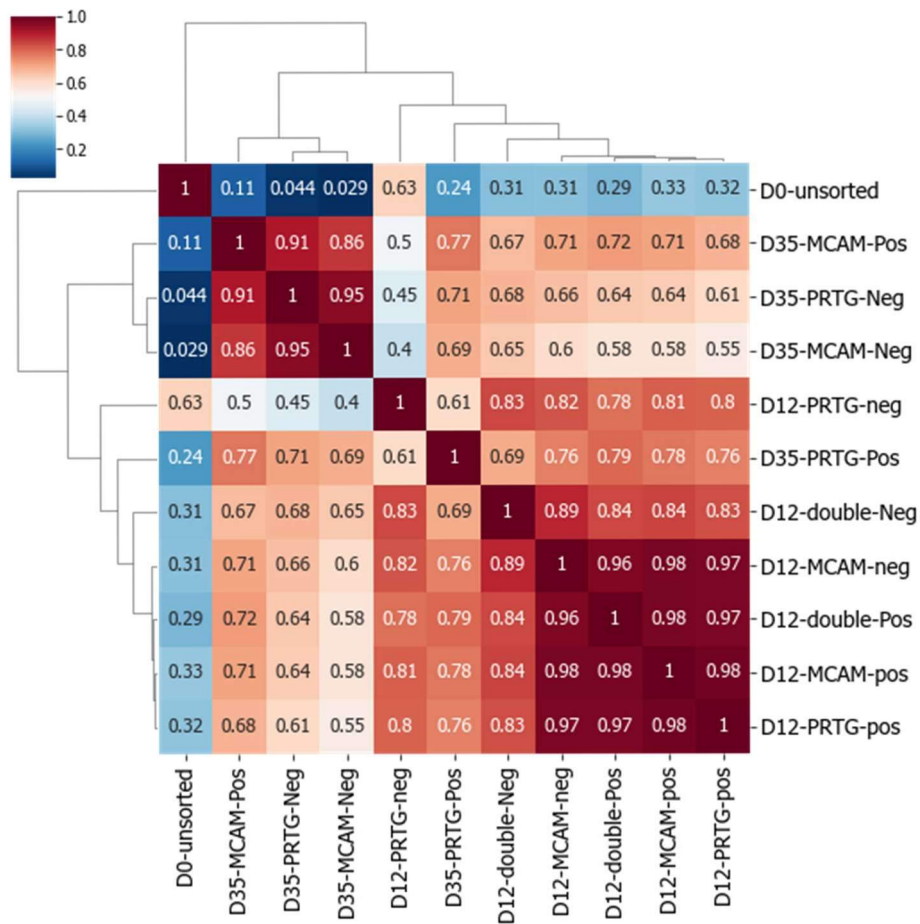 1.0
0.8
0.6
0.4
0.2
1 0.11 0.044 0.029 0.63 0.24 0.31 0.31 0.29 0.33 0.32 D0-unsorted
0.11 1 0.91 0.86 0.5 0.77 0.67 0.71 0.72 0.71 0.68 D35-MCAM-Pos
0.044 0.91 1 0.95 0.45 0.71 0.68 0.66 0.64 0.64 0.61 D35-PRTG-Neg
0.029 0.86 0.95 1 0.4 0.69 0.65 0.6 0.58 0.58 0.55 D35-MCAM-Neg
0.63 0.5 0.45 0.4 1 0.61 0.83 0.82 0.78 0.81 0.8 D12-PRTG-neg
0.24 0.77 0.71 0.69 0.61 1 0.69 0.76 0.79 0.78 0.76 D35-PRTG-Pos
0.31 0.67 0.68 0.65 0.83 0.69 1 0.89 0.84 0.84 0.83 D12-double-Neg
0.31 0.71 0.66 0.6 0.82 0.76 0.89 1 0.96 0.98 0.97 D12-MCAM-neg
0.29 0.72 0.64 0.58 0.78 0.79 0.84 0.96 1 0.98 0.97 D12-double-Pos
0.33 0.71 0.64 0.58 0.81 0.78 0.84 0.98 0.98 1 0.98 D12-MCAM-pos
0.32 0.68 0.61 0.55 0.8 0.76 0.83 0.97 0.97 0.98 1 D12-PRTG-pos
D0-unsorted
D35-MCAM-Pos
D35-PRTG-Neg
D35-MCAM-Neg
D12-PRTG-neg
D35-PRTG-Pos
D12-double-Neg
D12-MCAM-neg
D12-double-Pos
D12-MCAM-pos
D12-PRTG-pos